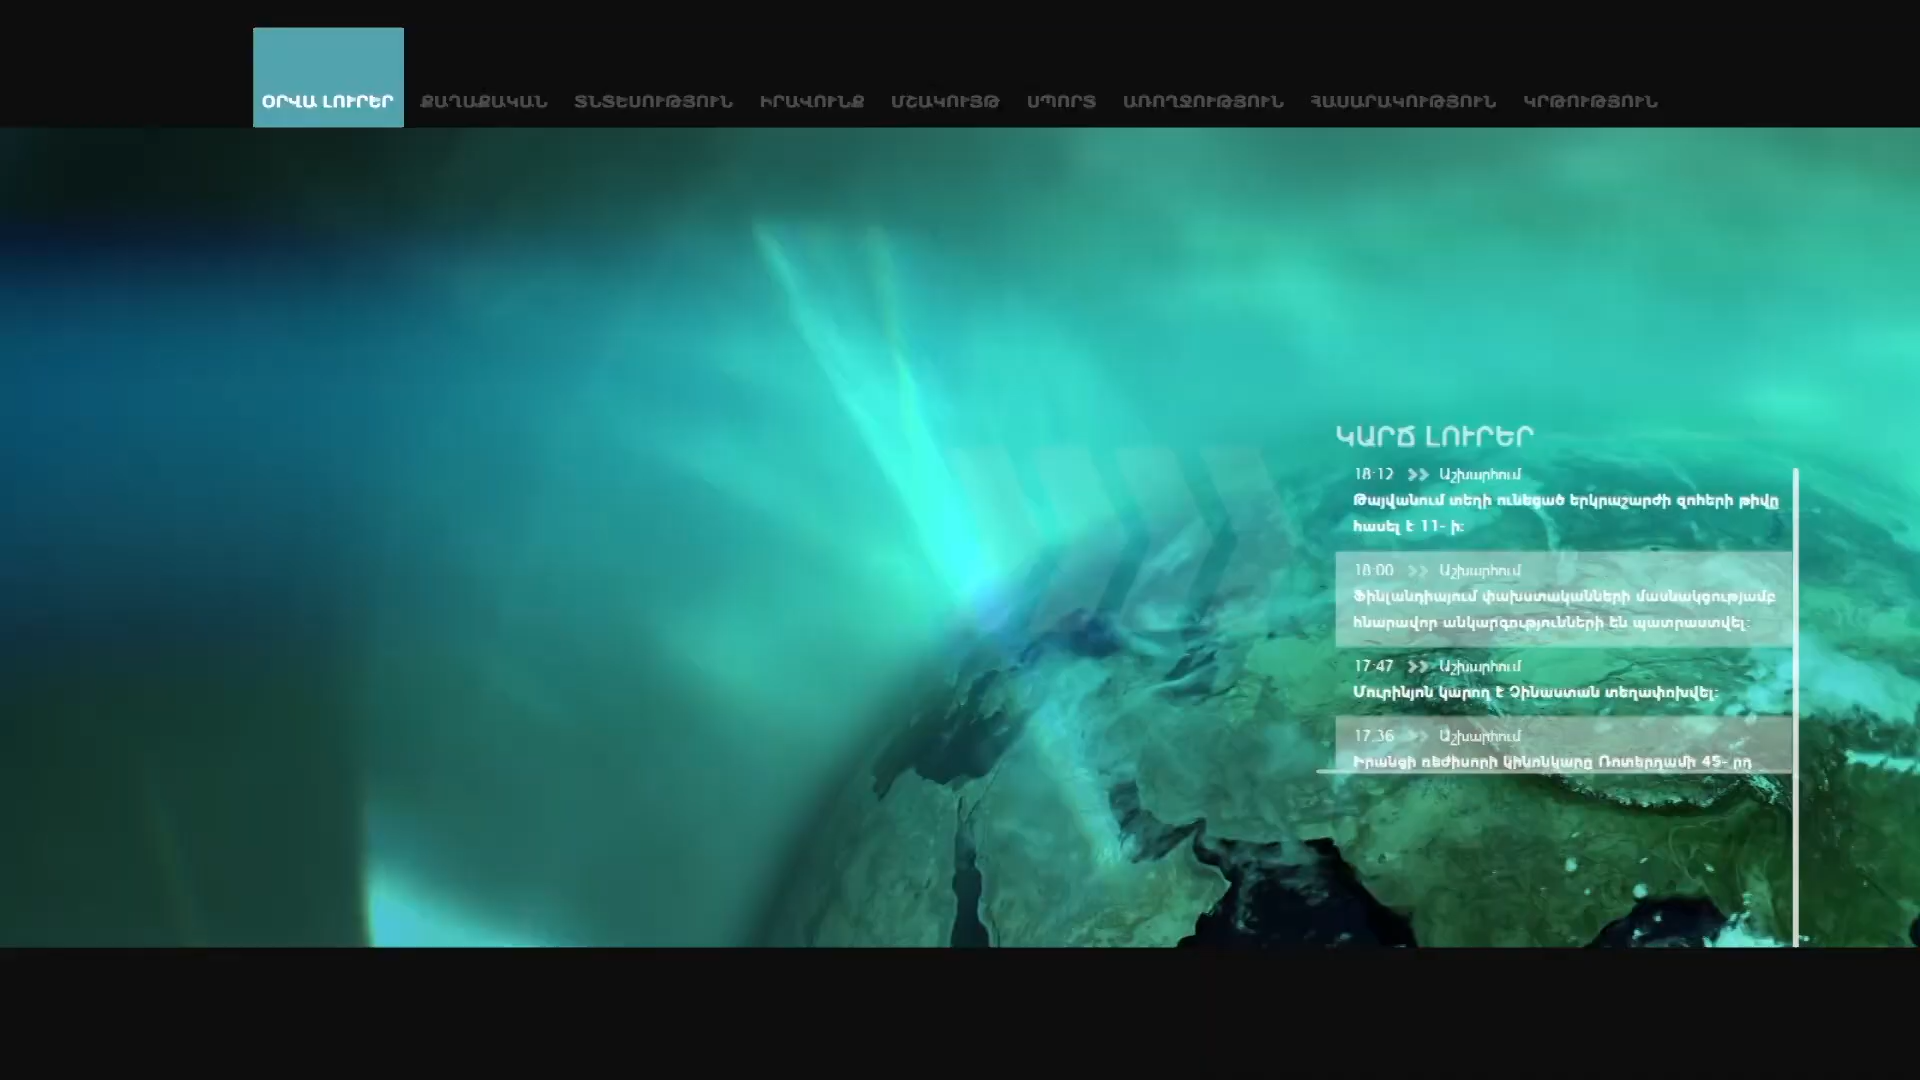 ՕՐՎԱ ԼՈՒՐԵՐ ՔԱՂԱՔԱԿԱՆ ՏՆՏԵՍՈՒԹՅՈՒՆ ԻՐԱՎՈՒՆՔ ՄՇԱԿՈՒՅԹ ՍՊՈՐՏ ԱՌՈՂՋՈՒԹՅՈՒՆ ՀԱՍԱՐԱԿՈՒԹՅՈՒՆ ԿՐԹՈՒԹՅՈՒՆ
ԿԱՐՃ ԼՈՒՐԵՐ
18:12 Աշխարհում
Թայվանում տեղի ունեցած երկրաշարժի զոհերի թիվը
հասել է 11- ի:
18:00 Աշխարհում
Ֆինլանդիայում փախստականների մասնակցությամբ
հնարավոր անկարգությունների են պատրաստվել:
17:47 Աշխարհում
Մուրինյոն կարող է Չինաստան տեղափոխվել:
17.36 Աշխարհում
Իրանցի ռեժիսորի կինոնկարը Ռոտերդամի 45- րդ